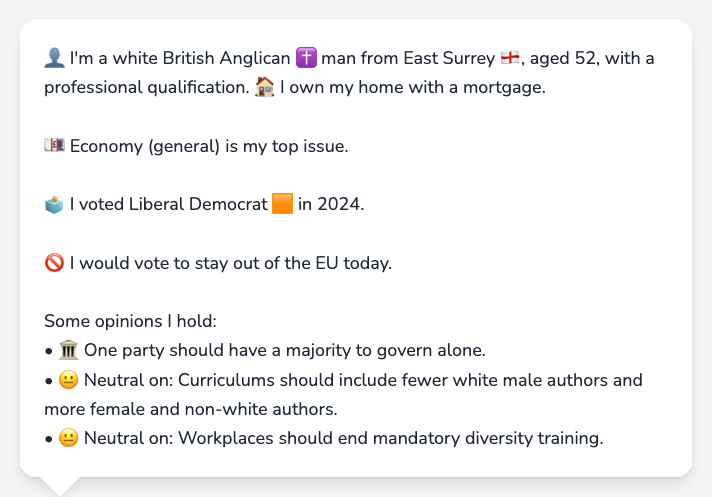 👤 I'm a white British Anglican ✝️ man from East Surrey 🏴󠁧󠁢󠁥󠁮󠁧󠁿, aged 52, with a
professional qualification. 🏠 I own my home with a mortgage.
💷 Economy (general) is my top issue.
🗳️ I voted Liberal Democrat 🟧 in 2024.
🚫 I would vote to stay out of the EU today.
Some opinions I hold:
• 🏛️ One party should have a majority to govern alone.
• 😐 Neutral on: Curriculums should include fewer white male authors and
more female and non-white authors.
• 😐 Neutral on: Workplaces should end mandatory diversity training.